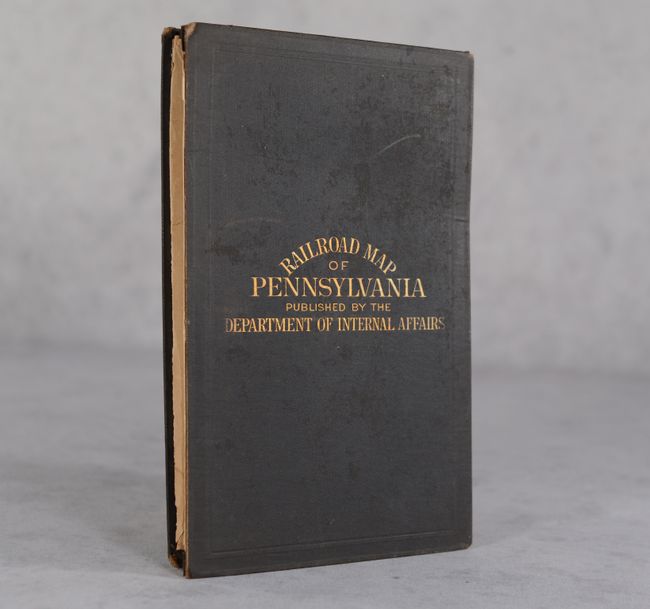 RAILROAD MAP
OF
PENNSYLVANIA
PUBLISHED BY THE
DEPARTMENT OF INTERNAL AFFAIRS